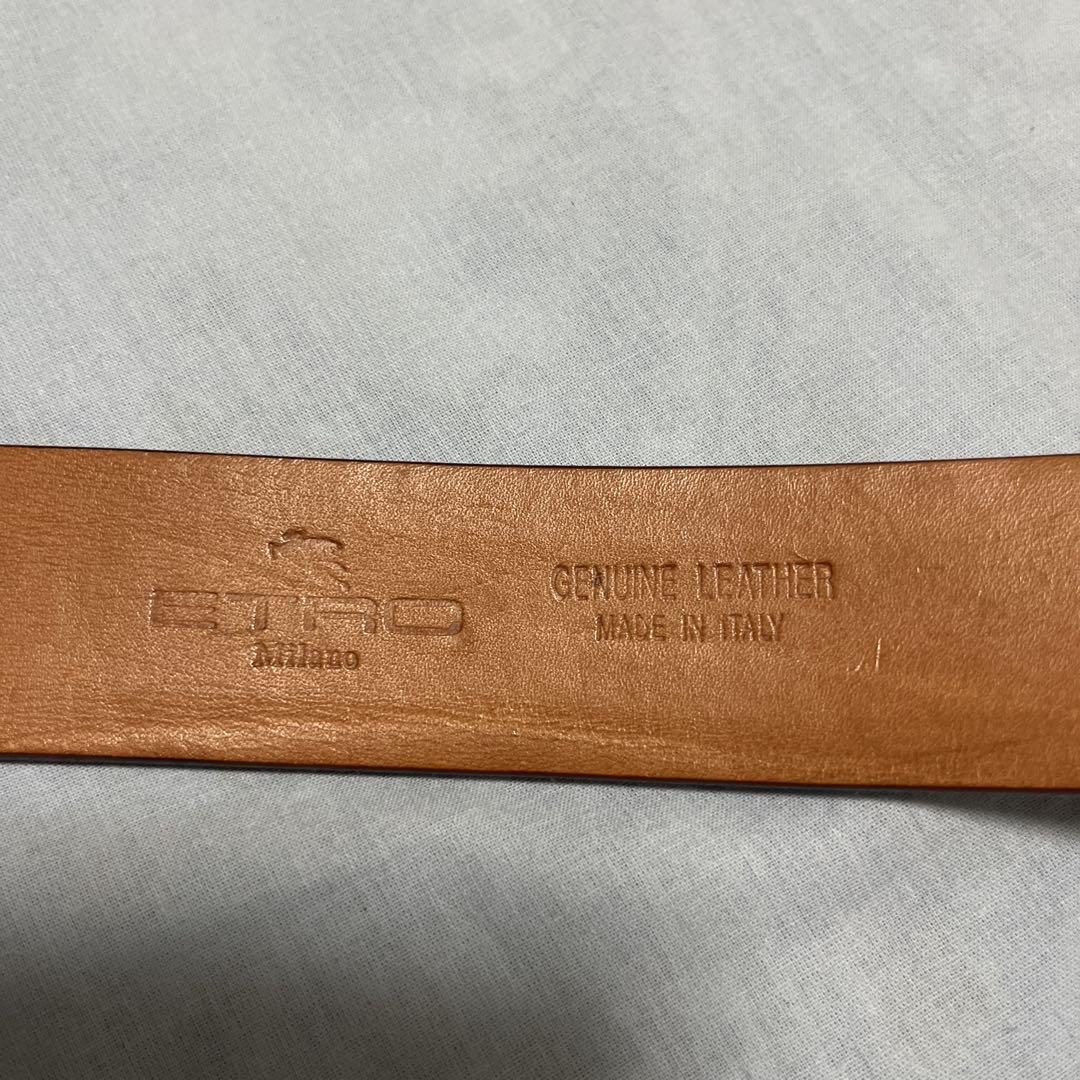 ETRO
Milano
GENUINE LEATHER
MADE IN ITALY